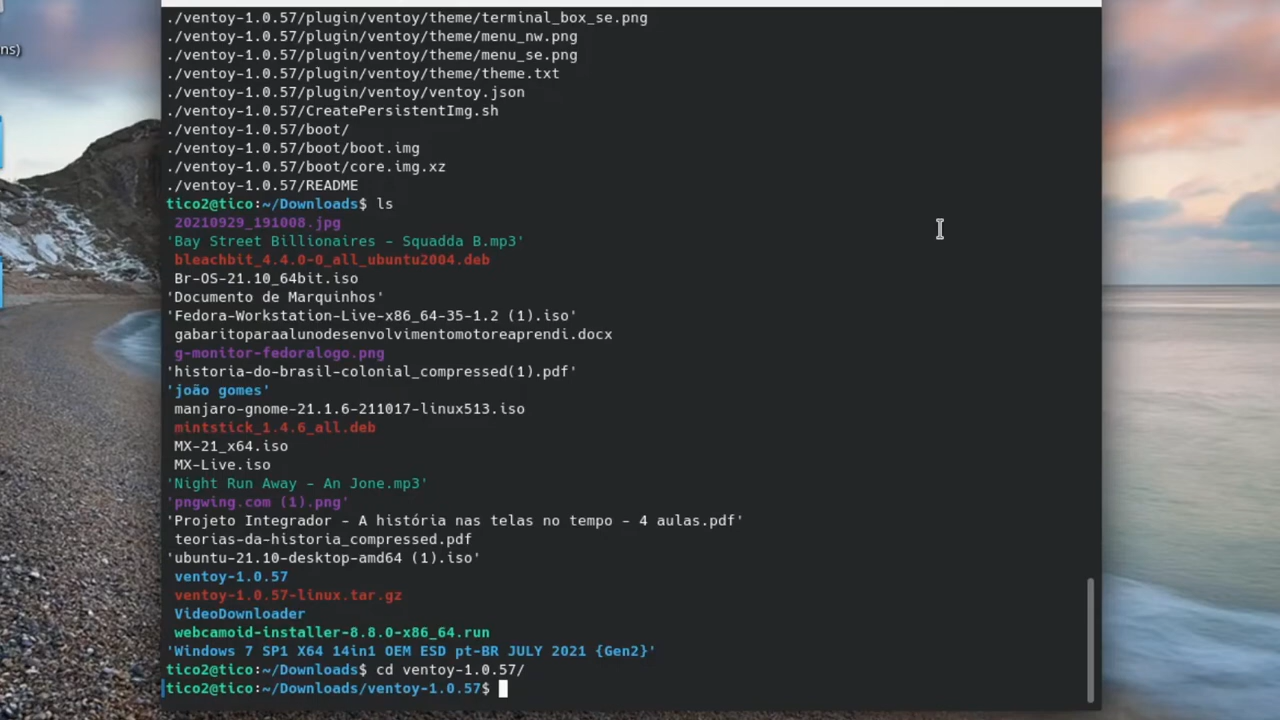 ns)
./ventoy-1.0.57/plugin/ventoy/theme/terminal_box_se.png
./ventoy-1.0.57/plugin/ventoy/theme/menu_nw.png
./ventoy-1.0.57/plugin/ventoy/theme/menu_se.png
./ventoy-1.0.57/plugin/ventoy/theme/theme.txt
./ventoy-1.0.57/plugin/ventoy/ventoy.json
./ventoy-1.0.57/CreatePersistentImg.sh
./ventoy-1.0.57/boot/
./ventoy-1.0.57/boot/boot.img
./ventoy-1.0.57/boot/core.img.xz
./ventoy-1.0.57/README
tico2@tico:~/Downloads$ ls
20210929_191008.jpg
'Bay Street Billionaires - Squadda B.mp3'
bleachbit_4.4.0-0_all_ubuntu2004.deb
Br-OS-21.10_64bit.iso
'Documento de Marquinhos'
'Fedora-Workstation-Live-x86_64-35-1.2 (1).iso'
gabaritoparaalunodesenvolvimentomotoreaprendi.docx
g-monitor-fedoralogo.png
'historia-do-brasil-colonial_compressed(1).pdf'
'joão gomes'
manjaro-gnome-21.1.6-211017-linux513.iso
mintstick_1.4.6_all.deb
MX-21_x64.iso
MX-Live.iso
'Night Run Away - An Jone.mp3'
'pngwing.com (1).png'
'Projeto Integrador - A história nas telas no tempo - 4 aulas.pdf'
teorias-da-historia_compressed.pdf
'ubuntu-21.10-desktop-amd64 (1).iso'
ventoy-1.0.57
ventoy-1.0.57-linux.tar.gz
VideoDownloader
webcamoid-installer-8.8.0-x86_64.run
'Windows 7 SP1 X64 14in1 OEM ESD pt-BR JULY 2021 {Gen2}'
tico2@tico:~/Downloads$ cd ventoy-1.0.57/
tico2@tico:~/Downloads/ventoy-1.0.57$